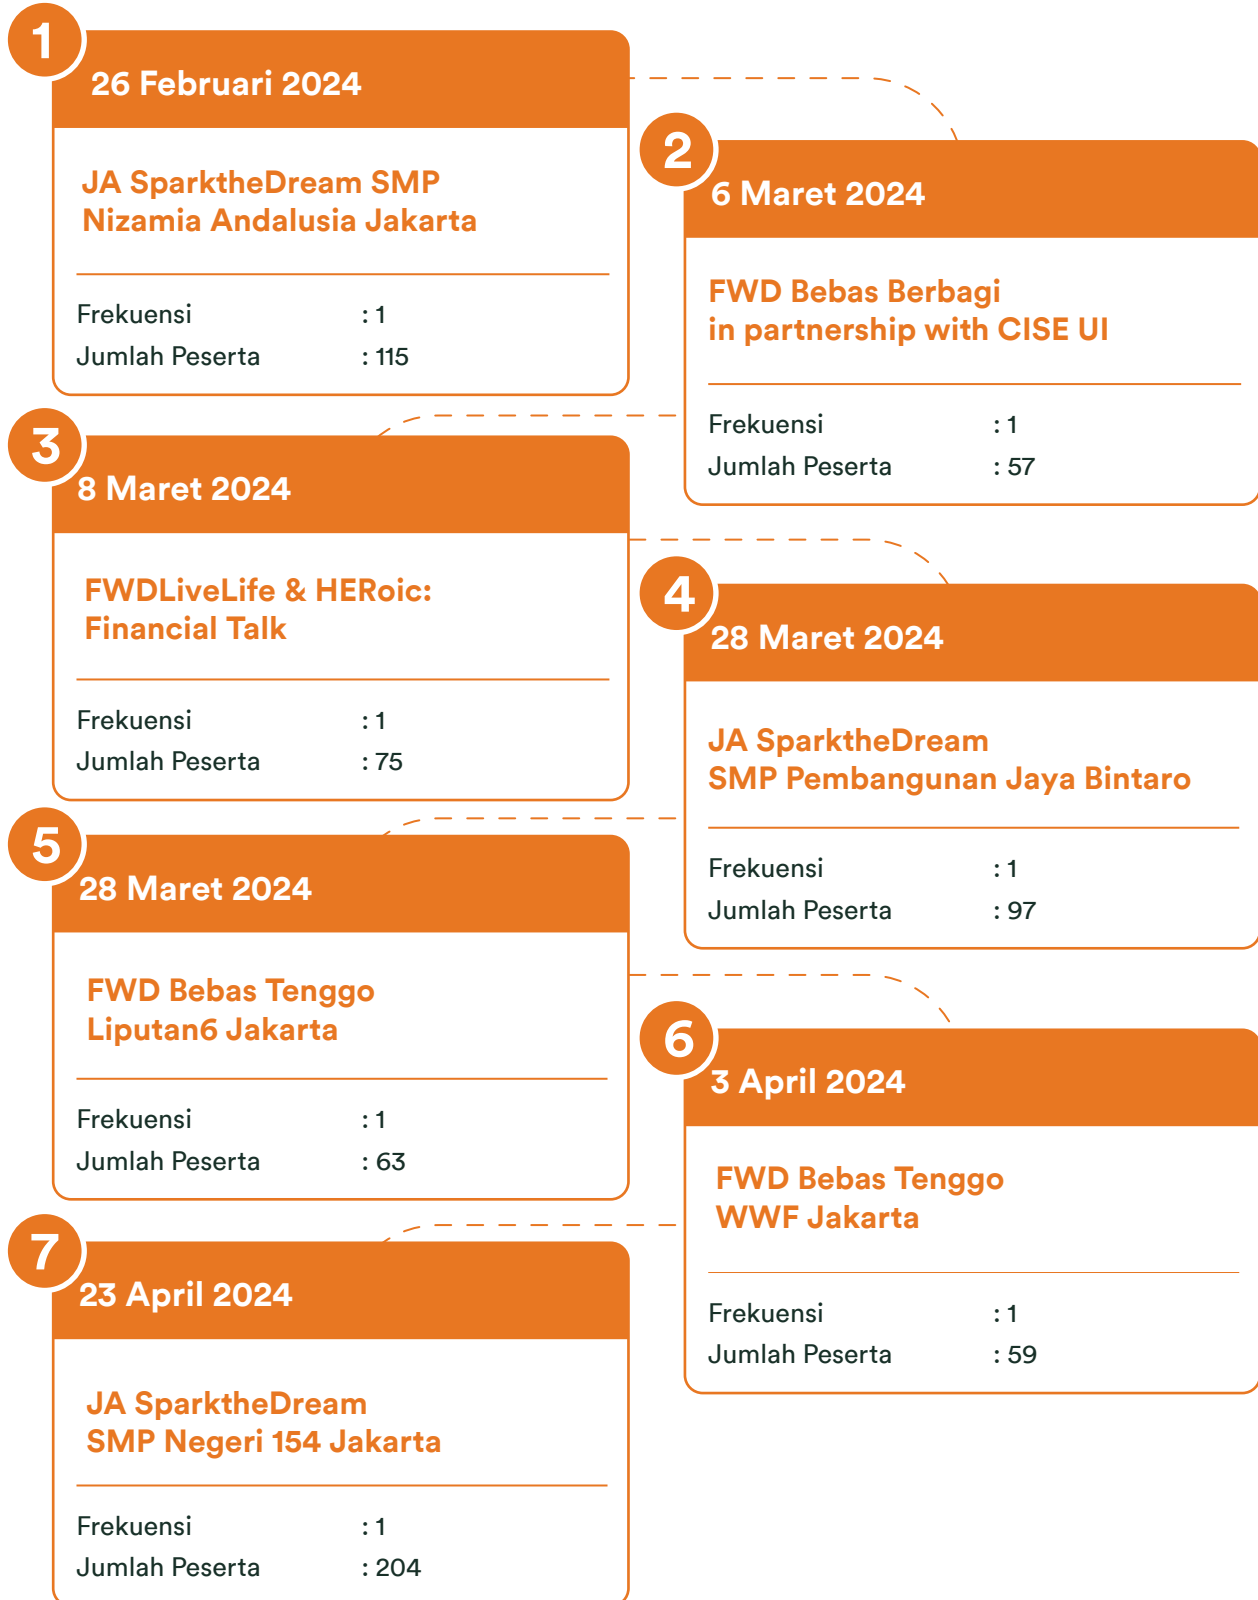 1
26 Februari 2024
JA SparktheDream SMP
Nizamia Andalusia Jakarta
Frekuensi : 1
Jumlah Peserta : 115
2
6 Maret 2024
FWD Bebas Berbagi
in partnership with CISE UI
Frekuensi : 1
Jumlah Peserta : 57
3
8 Maret 2024
FWDLiveLife & HERoic:
Financial Talk
Frekuensi : 1
Jumlah Peserta : 75
4
28 Maret 2024
JA SparktheDream
SMP Pembangunan Jaya Bintaro
Frekuensi : 1
Jumlah Peserta : 97
5
28 Maret 2024
FWD Bebas Tenggo
Liputan6 Jakarta
Frekuensi : 1
Jumlah Peserta : 63
6
3 April 2024
FWD Bebas Tenggo
WWF Jakarta
Frekuensi : 1
Jumlah Peserta : 59
7
23 April 2024
JA SparktheDream
SMP Negeri 154 Jakarta
Frekuensi : 1
Jumlah Peserta : 204